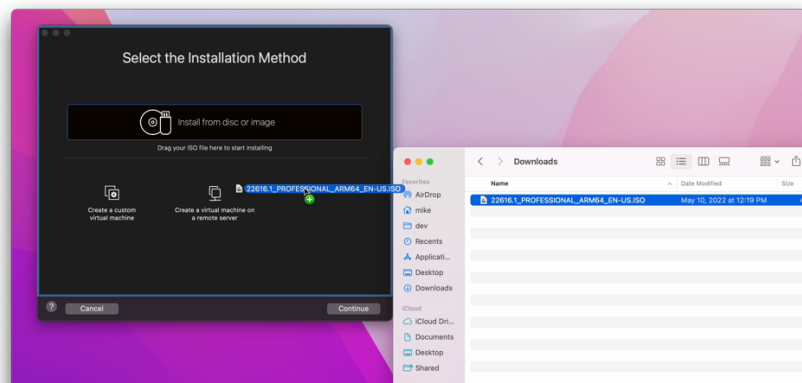 Select the Installation Method
Install from disc or image
Drag your ISO file here to start installing
Create a custom
virtual machine
Create a virtual machine on
a remote server
22616.1_PROFESSIONAL_ARM64_EN-US.ISO
?
Cancel
Continue
Downloads
Favorites
AirDrop
mike
dev
Recents
Applicati...
Desktop
Downloads
iCloud
iCloud Dri...
Documents
Desktop
Shared
Name
Date Modified
Size
22616.1_PROFESSIONAL_ARM64_EN-US.ISO
May 10, 2022 at 12:19 PM